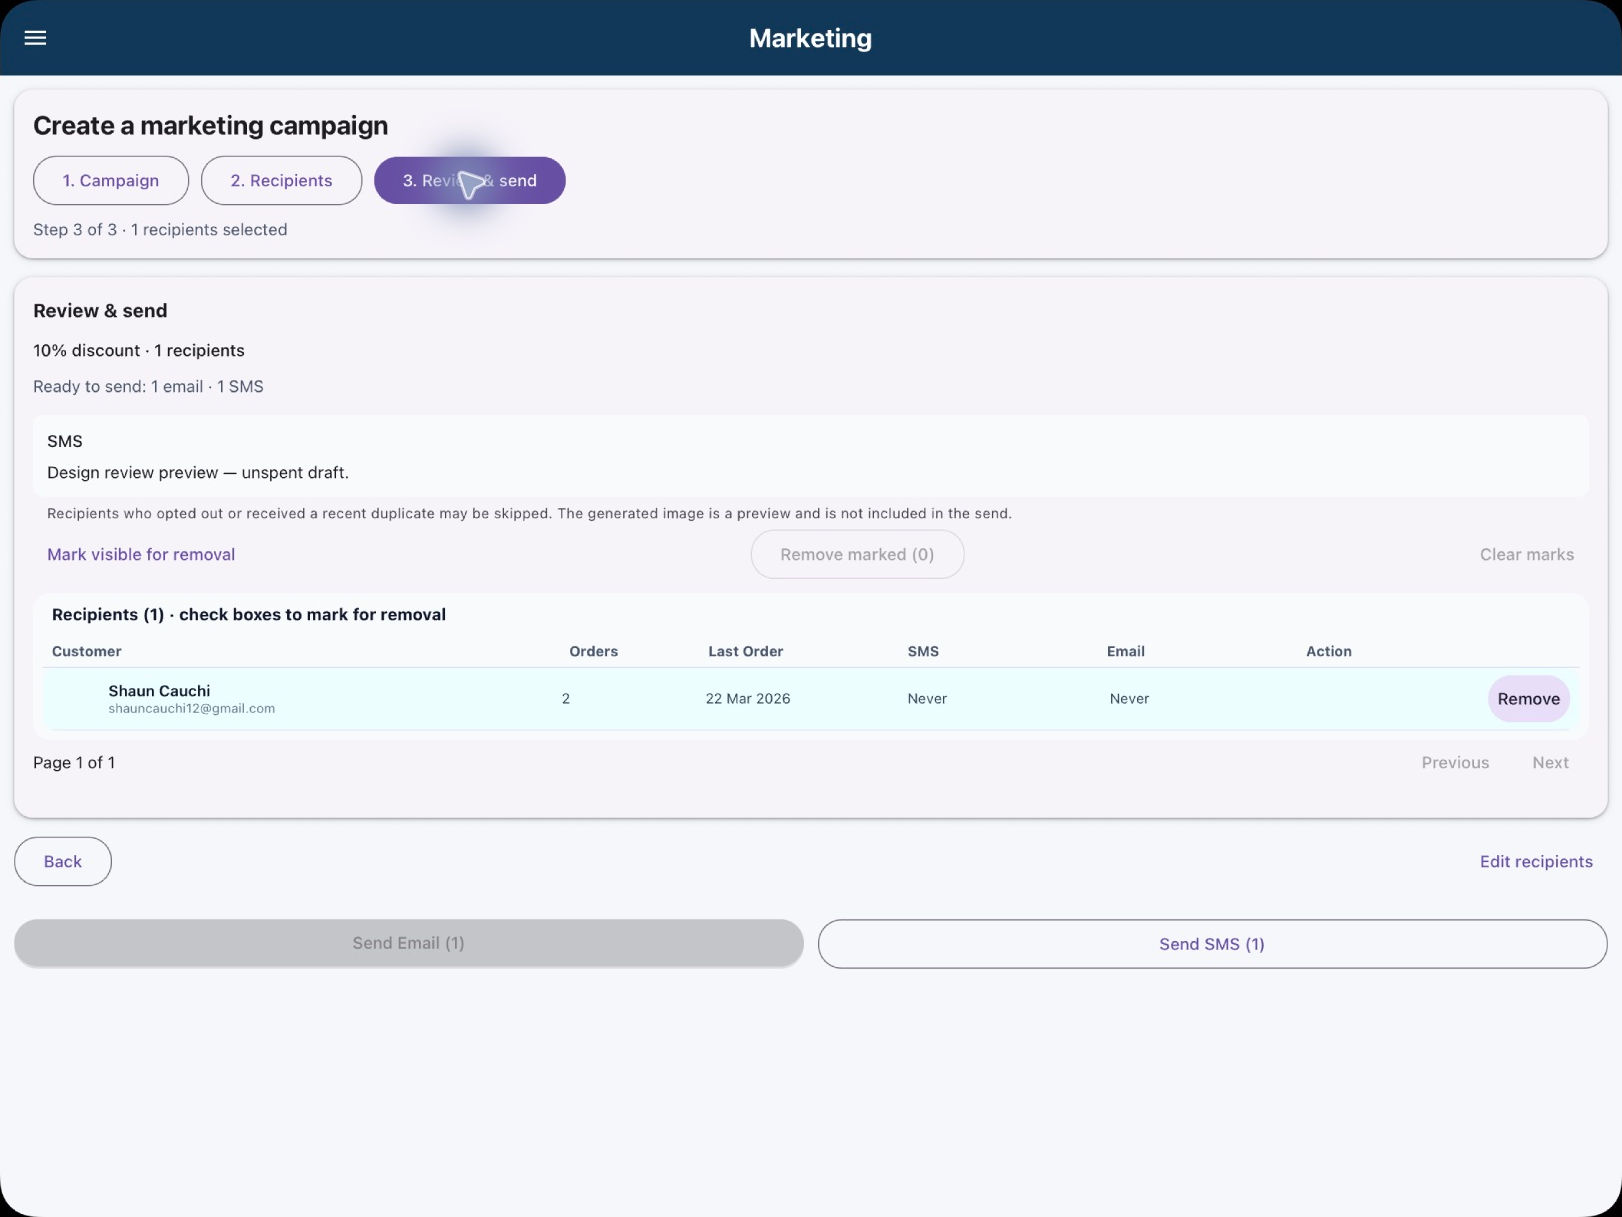 Marketing
Create a marketing campaign
1. Campaign
2. Recipients
3. Review & send
Step 3 of 3 · 1 recipients selected
Review & send
10% discount · 1 recipients
Ready to send: 1 email · 1 SMS
SMS
Design review preview — unspent draft.
Recipients who opted out or received a recent duplicate may be skipped. The generated image is a preview and is not included in the send.
Mark visible for removal
Remove marked (0)
Clear marks
Recipients (1) · check boxes to mark for removal
Customer Orders Last Order SMS Email Action
Shaun Cauchi 2 22 Mar 2026 Never Never Remove
shauncauchi12@gmail.com
Page 1 of 1
Previous
Next
Back
Edit recipients
Send Email (1)
Send SMS (1)